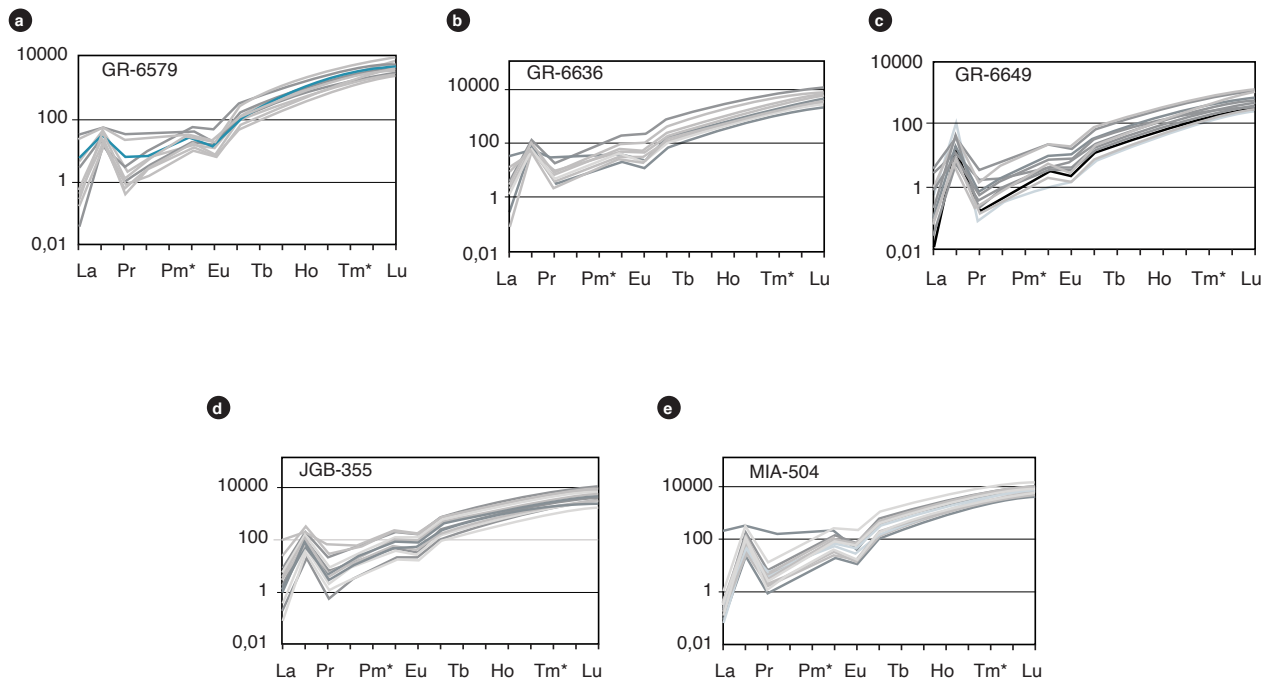 a
GR-6579
10000
100
1
0,01
La Pr Pm* Eu Tb Ho Tm* Lu
b
GR-6636
10000
100
1
0,01
La Pr Pm* Eu Tb Ho Tm* Lu
c
GR-6649
10000
100
1
0,01
La Pr Pm* Eu Tb Ho Tm* Lu
d
JGB-355
10000
100
1
0,01
La Pr Pm* Eu Tb Ho Tm* Lu
e
MIA-504
10000
100
1
0,01
La Pr Pm* Eu Tb Ho Tm* Lu